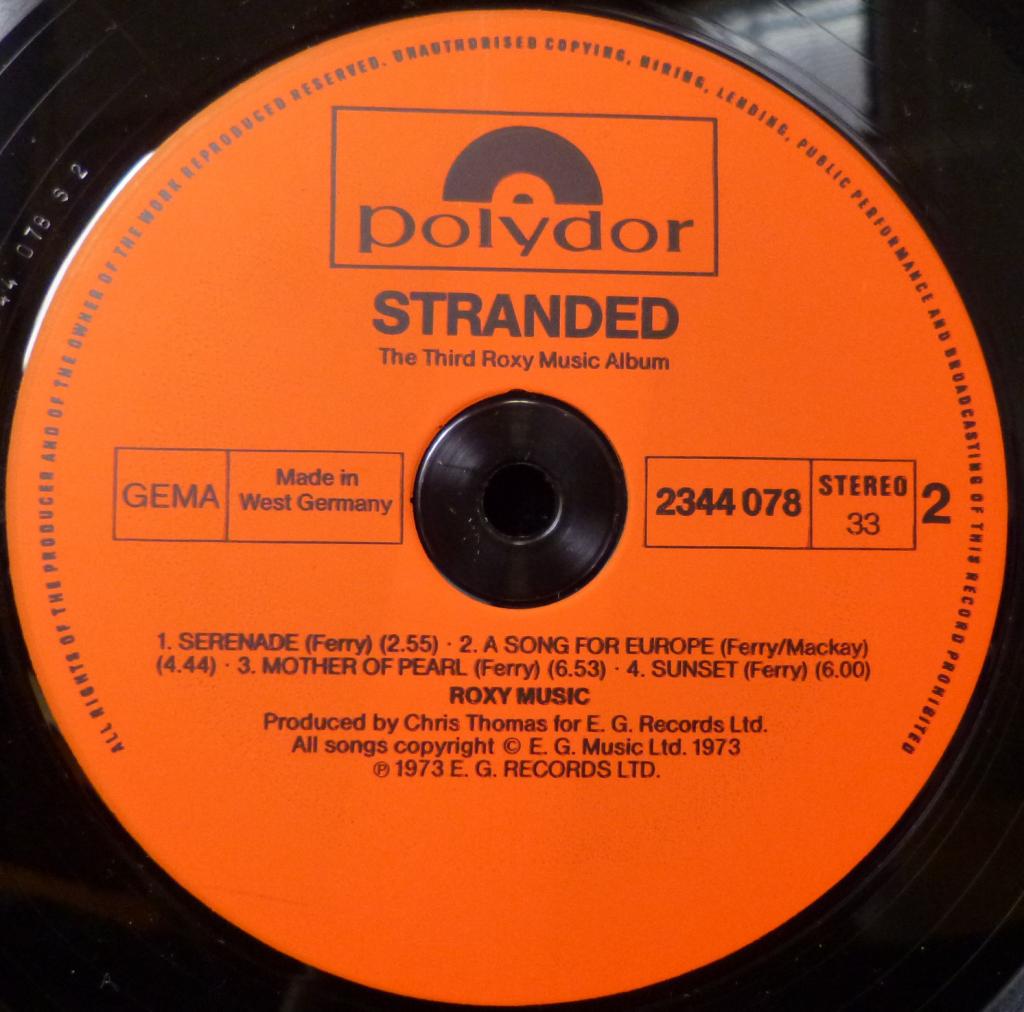 ALL RIGHTS OF THE PRODUCER AND OF THE OWNER OF THE WORK REPRODUCED RESERVED. UNAUTHORISED COPYING, HIRING, LENDING, PUBLIC PERFORMANCE AND BROADCASTING OF THIS RECORD PROHIBITED
polydor
STRANDED
The Third Roxy Music Album
GEMA
Made in
West Germany
2344 078
STEREO
33
2
1. SERENADE (Ferry) (2.55) · 2. A SONG FOR EUROPE (Ferry/Mackay)
(4.44) · 3. MOTHER OF PEARL (Ferry) (6.53) · 4. SUNSET (Ferry) (6.00)
ROXY MUSIC
Produced by Chris Thomas for E. G. Records Ltd.
All songs copyright © E. G. Music Ltd. 1973
℗ 1973 E. G. RECORDS LTD.
44 078 S 2
A